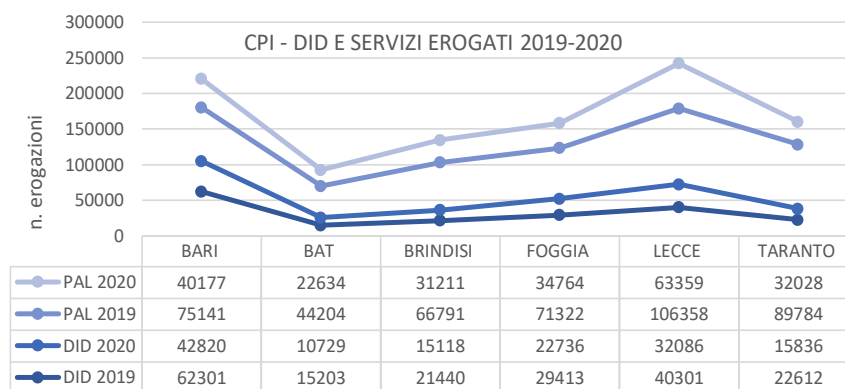 CPI - DID E SERVIZI EROGATI 2019-2020
n. erogazioni
300000
250000
200000
150000
100000
50000
0
BARI BAT BRINDISI FOGGIA LECCE TARANTO
PAL 2020 40177 22634 31211 34764 63359 32028
PAL 2019 75141 44204 66791 71322 106358 89784
DID 2020 42820 10729 15118 22736 32086 15836
DID 2019 62301 15203 21440 29413 40301 22612